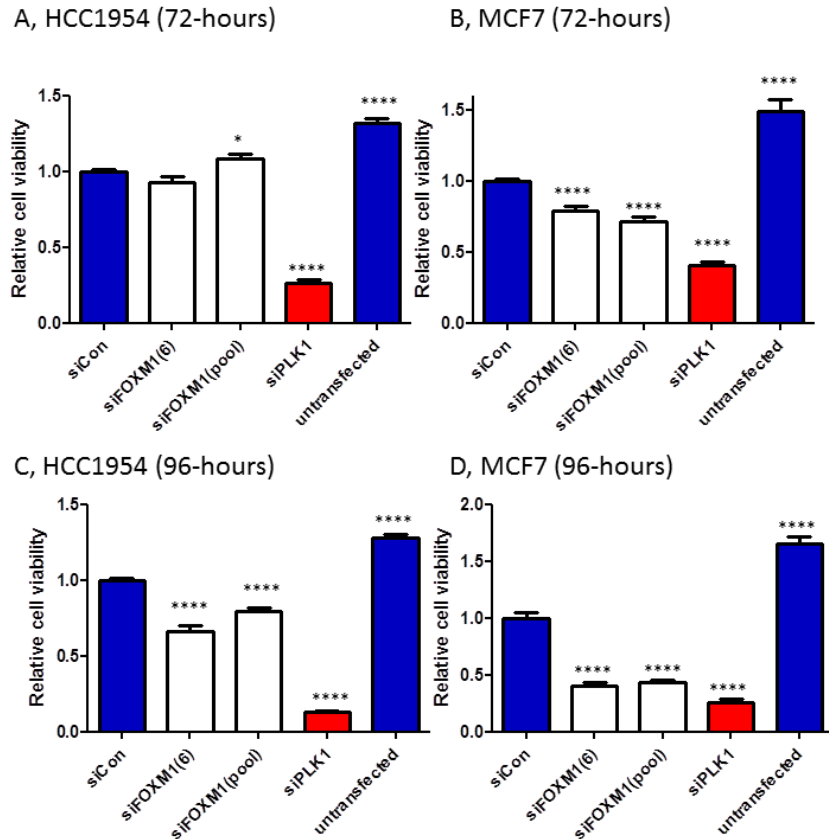 A, HCC1954 (72-hours)
Relative cell viability
1.5
1.0
0.5
0.0
*
****
****
siCon
siFOXM1(6)
siFOXM1(pool)
siPLK1
untransfected
B, MCF7 (72-hours)
Relative cell viability
1.5
1.0
0.5
0.0
****
****
****
****
siCon
siFOXM1(6)
siFOXM1(pool)
siPLK1
untransfected
C, HCC1954 (96-hours)
Relative cell viability
1.5
1.0
0.5
0.0
****
****
****
****
siCon
siFOXM1(6)
siFOXM1(pool)
siPLK1
untransfected
D, MCF7 (96-hours)
Relative cell viability
2.0
1.5
1.0
0.5
0.0
****
****
****
****
siCon
siFOXM1(6)
siFOXM1(pool)
siPLK1
untransfected